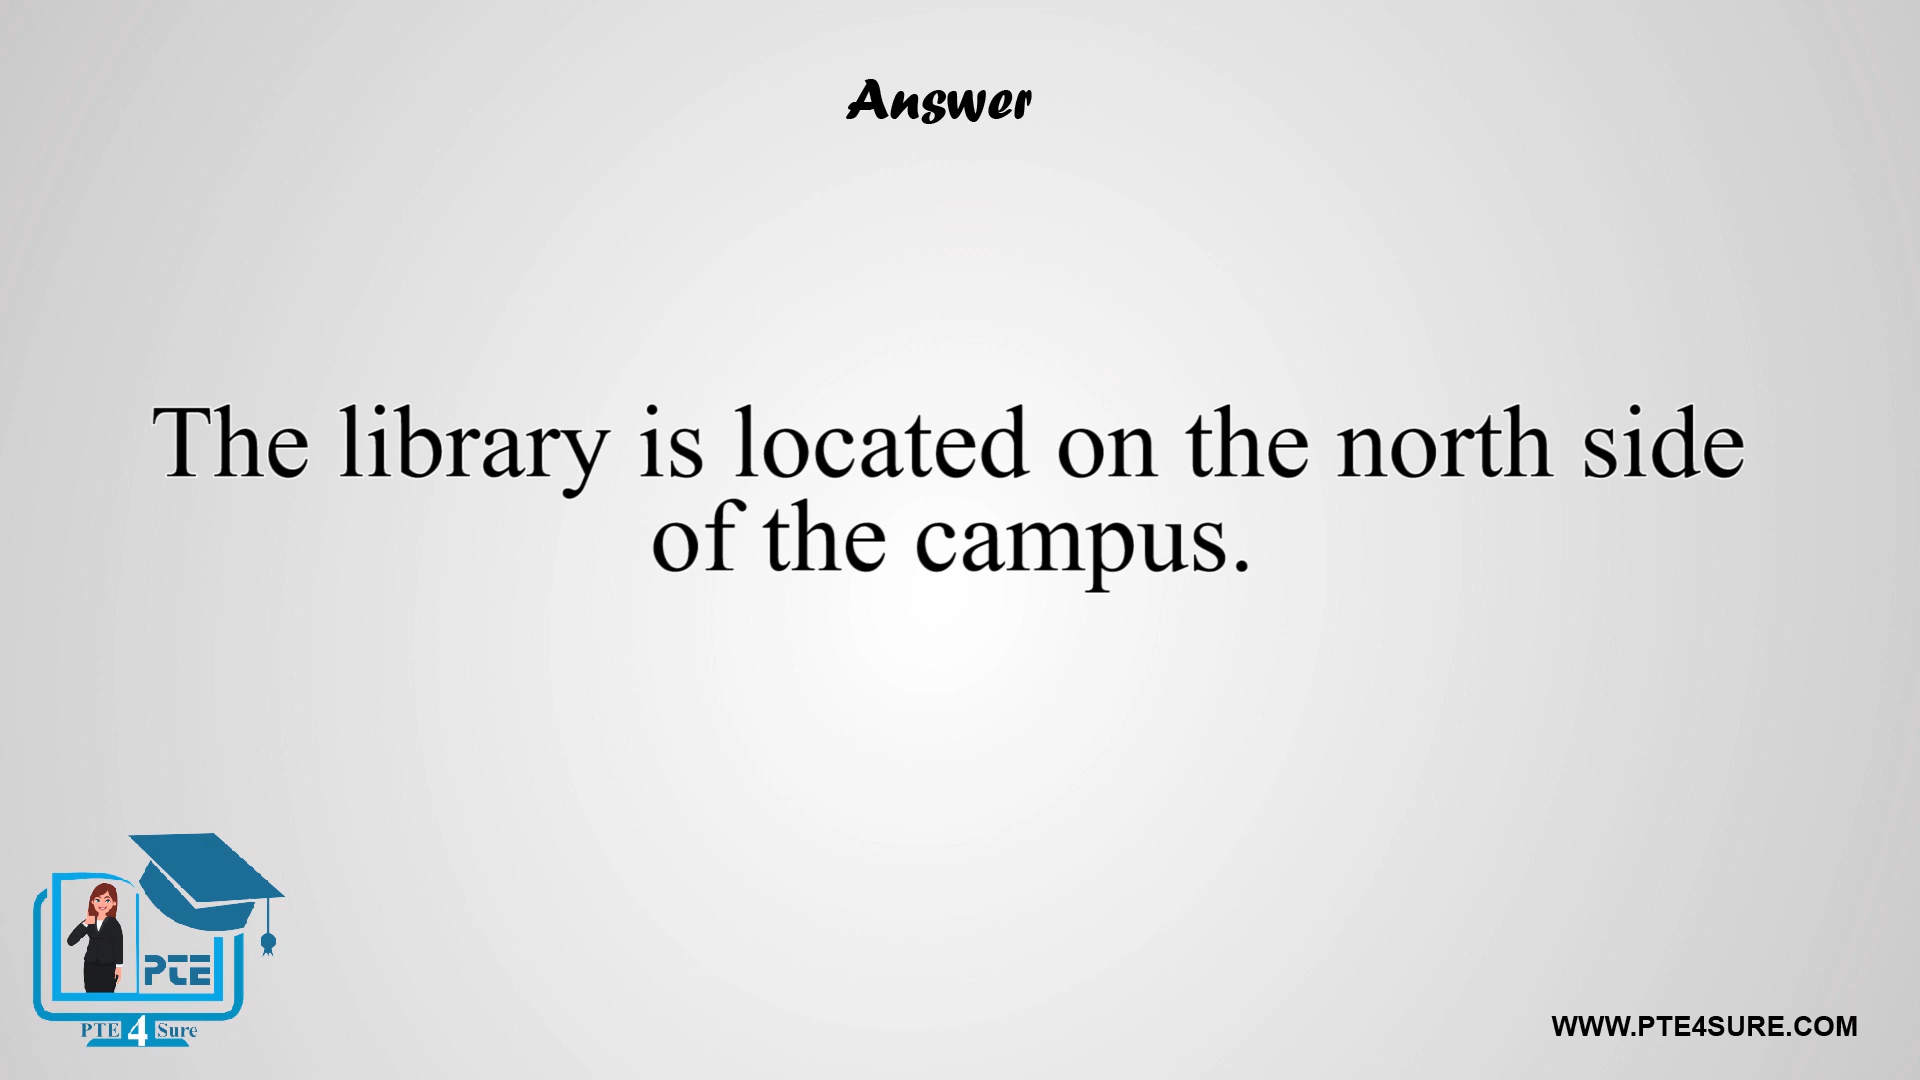 Answer
The library is located on the north side
of the campus.
PTE
PTE 4 Sure
WWW.PTE4SURE.COM